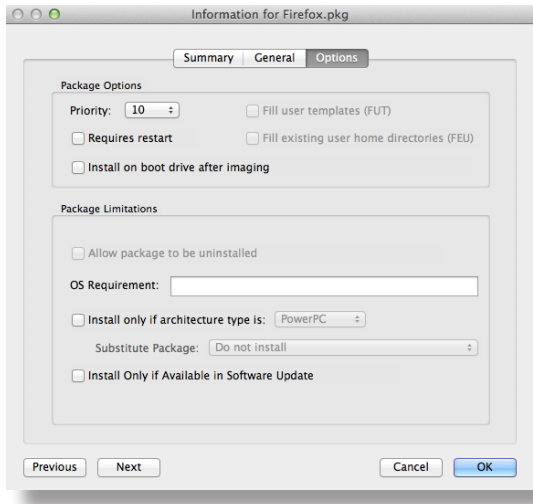 Information for Firefox.pkg
Summary General Options
Package Options
Priority: 10 Fill user templates (FUT)
Requires restart Fill existing user home directories (FEU)
Install on boot drive after imaging
Package Limitations
Allow package to be uninstalled
OS Requirement:
Install only if architecture type is: PowerPC
Substitute Package: Do not install
Install Only if Available in Software Update
Previous Next Cancel OK